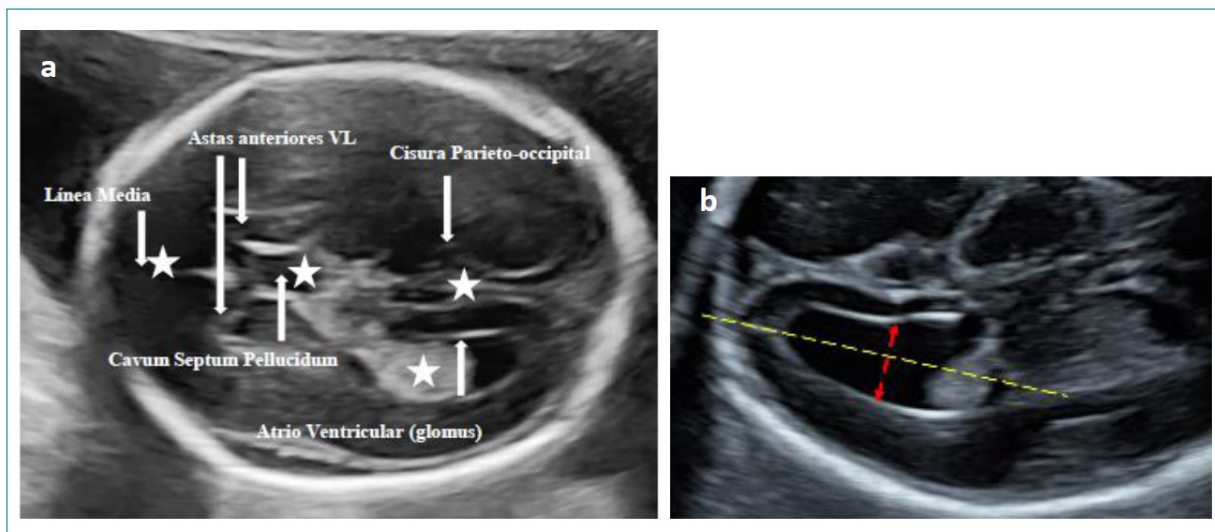 a
Astas anteriores VL
Cisura Parieto-occipital
Línea Media
b
Cavum Septum Pellucidum
Atrio Ventricular (glomus)